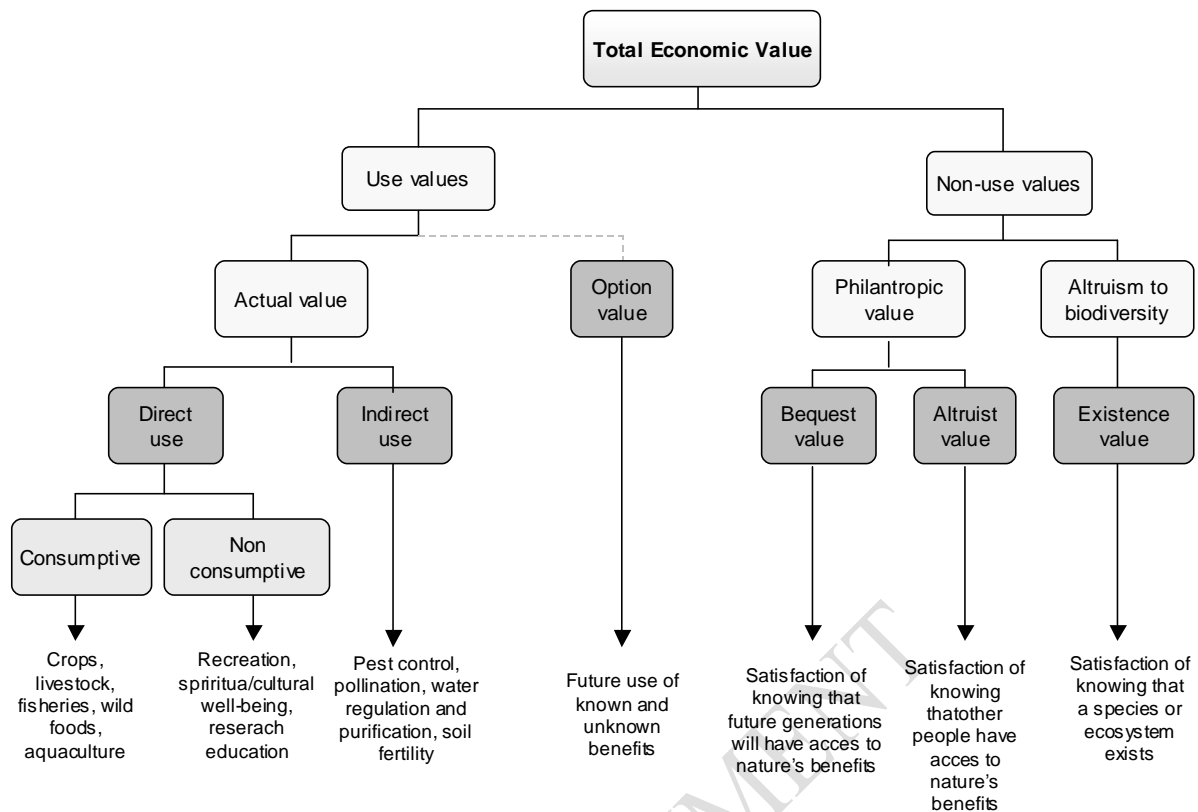 Total Economic Value
Use values
Non-use values
Actual value
Option
value
Philantropic
value
Altruism to
biodiversity
Direct
use
Indirect
use
Bequest
value
Altruist
value
Existence
value
Consumptive
Non
consumptive
Crops,
livestock,
fisheries, wild
foods,
aquaculture
Recreation,
spriritua/cultural
well-being,
reserach
education
Pest control,
pollination, water
regulation and
purification, soil
fertility
Future use of
known and
unknown
benefits
Satisfaction of
knowing that
future generations
will have acces to
nature's benefits
Satisfaction of
knowing
thatother
people have
acces to
nature's
benefits
Satisfaction of
knowing that
a species or
ecosystem
exists